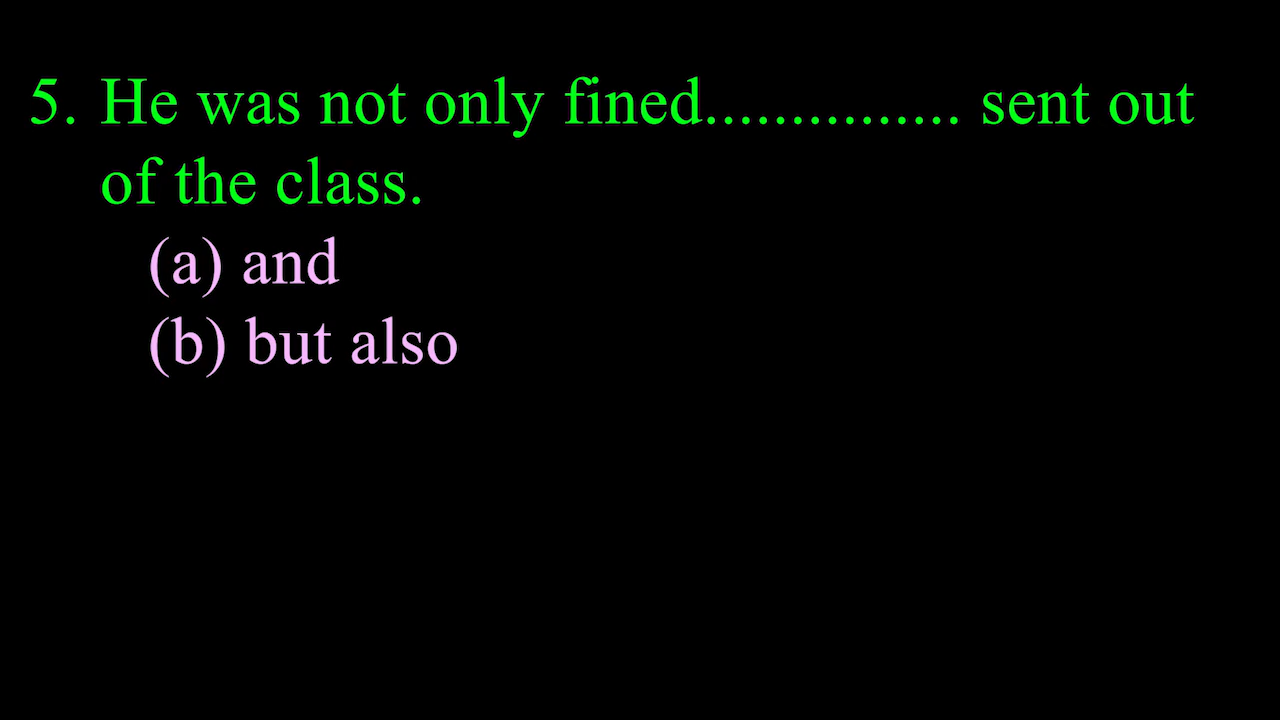 5. He was not only fined............... sent out
of the class.
(a) and
(b) but also